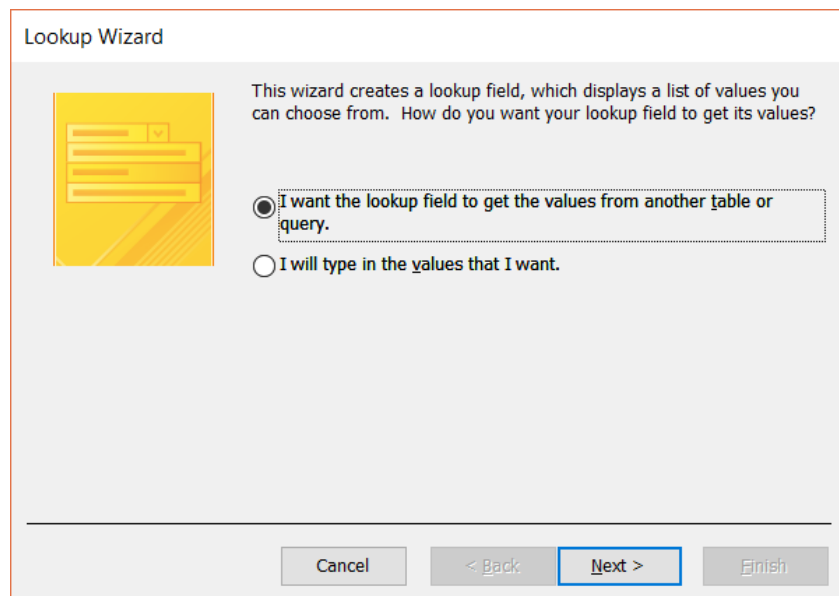 Lookup Wizard
This wizard creates a lookup field, which displays a list of values you
can choose from.  How do you want your lookup field to get its values?
I want the lookup field to get the values from another table or
query.
I will type in the values that I want.
Cancel
< Back
Next >
Finish